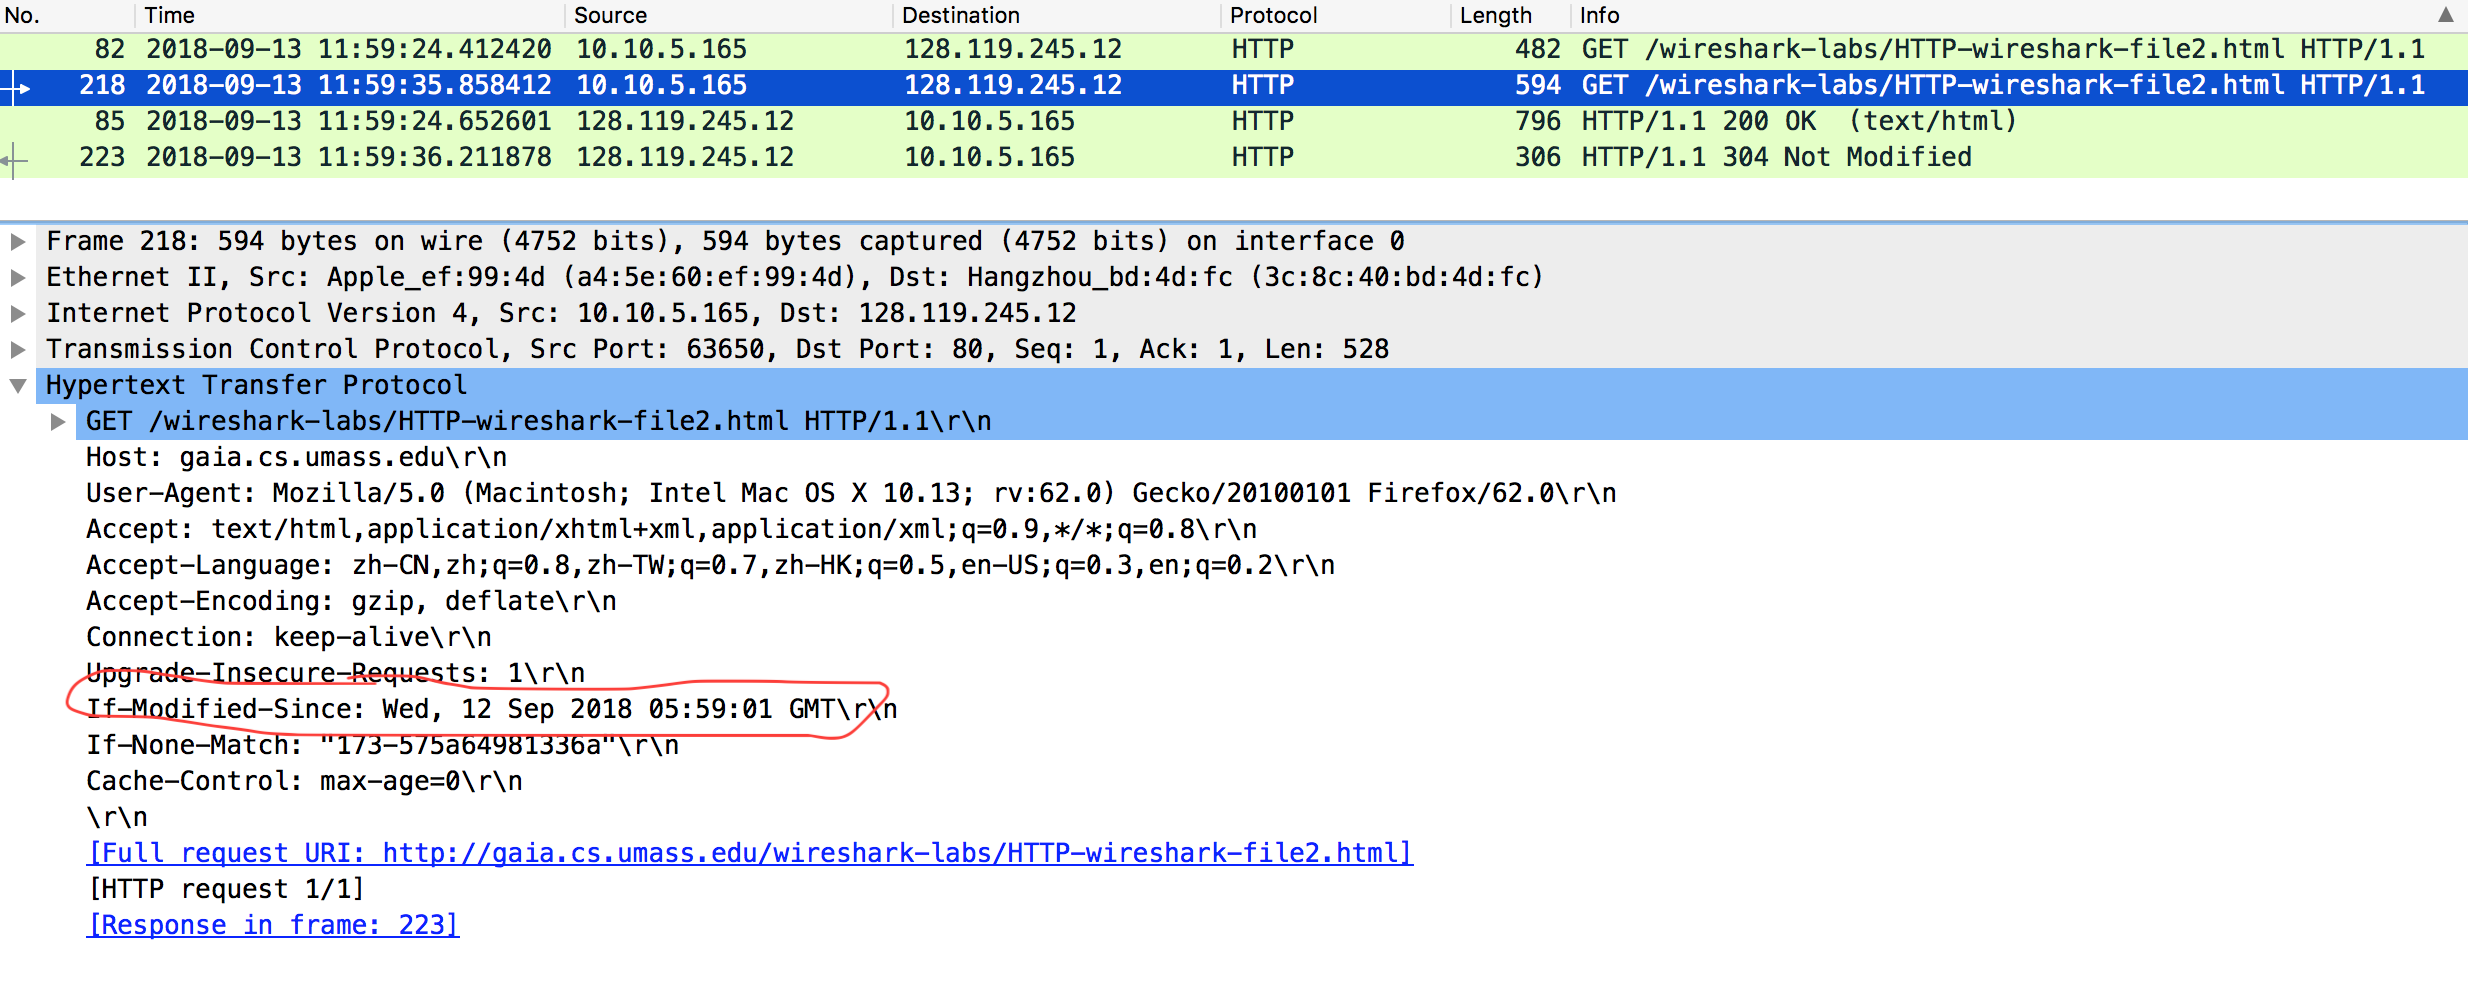 No. Time Source Destination Protocol Length Info
82 2018-09-13 11:59:24.412420 10.10.5.165 128.119.245.12 HTTP 482 GET /wireshark-labs/HTTP-wireshark-file2.html HTTP/1.1
218 2018-09-13 11:59:35.858412 10.10.5.165 128.119.245.12 HTTP 594 GET /wireshark-labs/HTTP-wireshark-file2.html HTTP/1.1
85 2018-09-13 11:59:24.652601 128.119.245.12 10.10.5.165 HTTP 796 HTTP/1.1 200 OK  (text/html)
223 2018-09-13 11:59:36.211878 128.119.245.12 10.10.5.165 HTTP 306 HTTP/1.1 304 Not Modified
Frame 218: 594 bytes on wire (4752 bits), 594 bytes captured (4752 bits) on interface 0
Ethernet II, Src: Apple_ef:99:4d (a4:5e:60:ef:99:4d), Dst: Hangzhou_bd:4d:fc (3c:8c:40:bd:4d:fc)
Internet Protocol Version 4, Src: 10.10.5.165, Dst: 128.119.245.12
Transmission Control Protocol, Src Port: 63650, Dst Port: 80, Seq: 1, Ack: 1, Len: 528
Hypertext Transfer Protocol
GET /wireshark-labs/HTTP-wireshark-file2.html HTTP/1.1\r\n
Host: gaia.cs.umass.edu\r\n
User-Agent: Mozilla/5.0 (Macintosh; Intel Mac OS X 10.13; rv:62.0) Gecko/20100101 Firefox/62.0\r\n
Accept: text/html,application/xhtml+xml,application/xml;q=0.9,*/*;q=0.8\r\n
Accept-Language: zh-CN,zh;q=0.8,zh-TW;q=0.7,zh-HK;q=0.5,en-US;q=0.3,en;q=0.2\r\n
Accept-Encoding: gzip, deflate\r\n
Connection: keep-alive\r\n
Upgrade-Insecure-Requests: 1\r\n
If-Modified-Since: Wed, 12 Sep 2018 05:59:01 GMT\r\n
If-None-Match: "173-575a64981336a"\r\n
Cache-Control: max-age=0\r\n
\r\n
[Full request URI: http://gaia.cs.umass.edu/wireshark-labs/HTTP-wireshark-file2.html]
[HTTP request 1/1]
[Response in frame: 223]